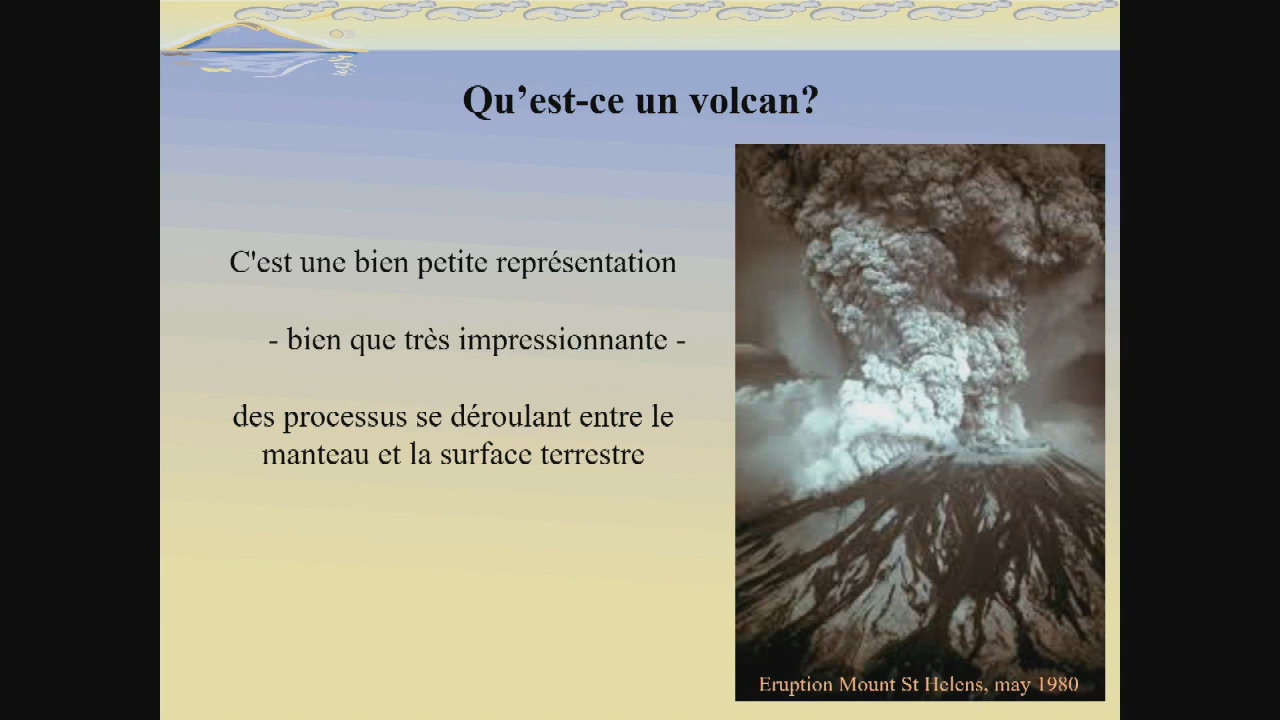 Qu’est-ce un volcan?
C'est une bien petite représentation
- bien que très impressionnante -
des processus se déroulant entre le
manteau et la surface terrestre
Eruption Mount St Helens, may 1980